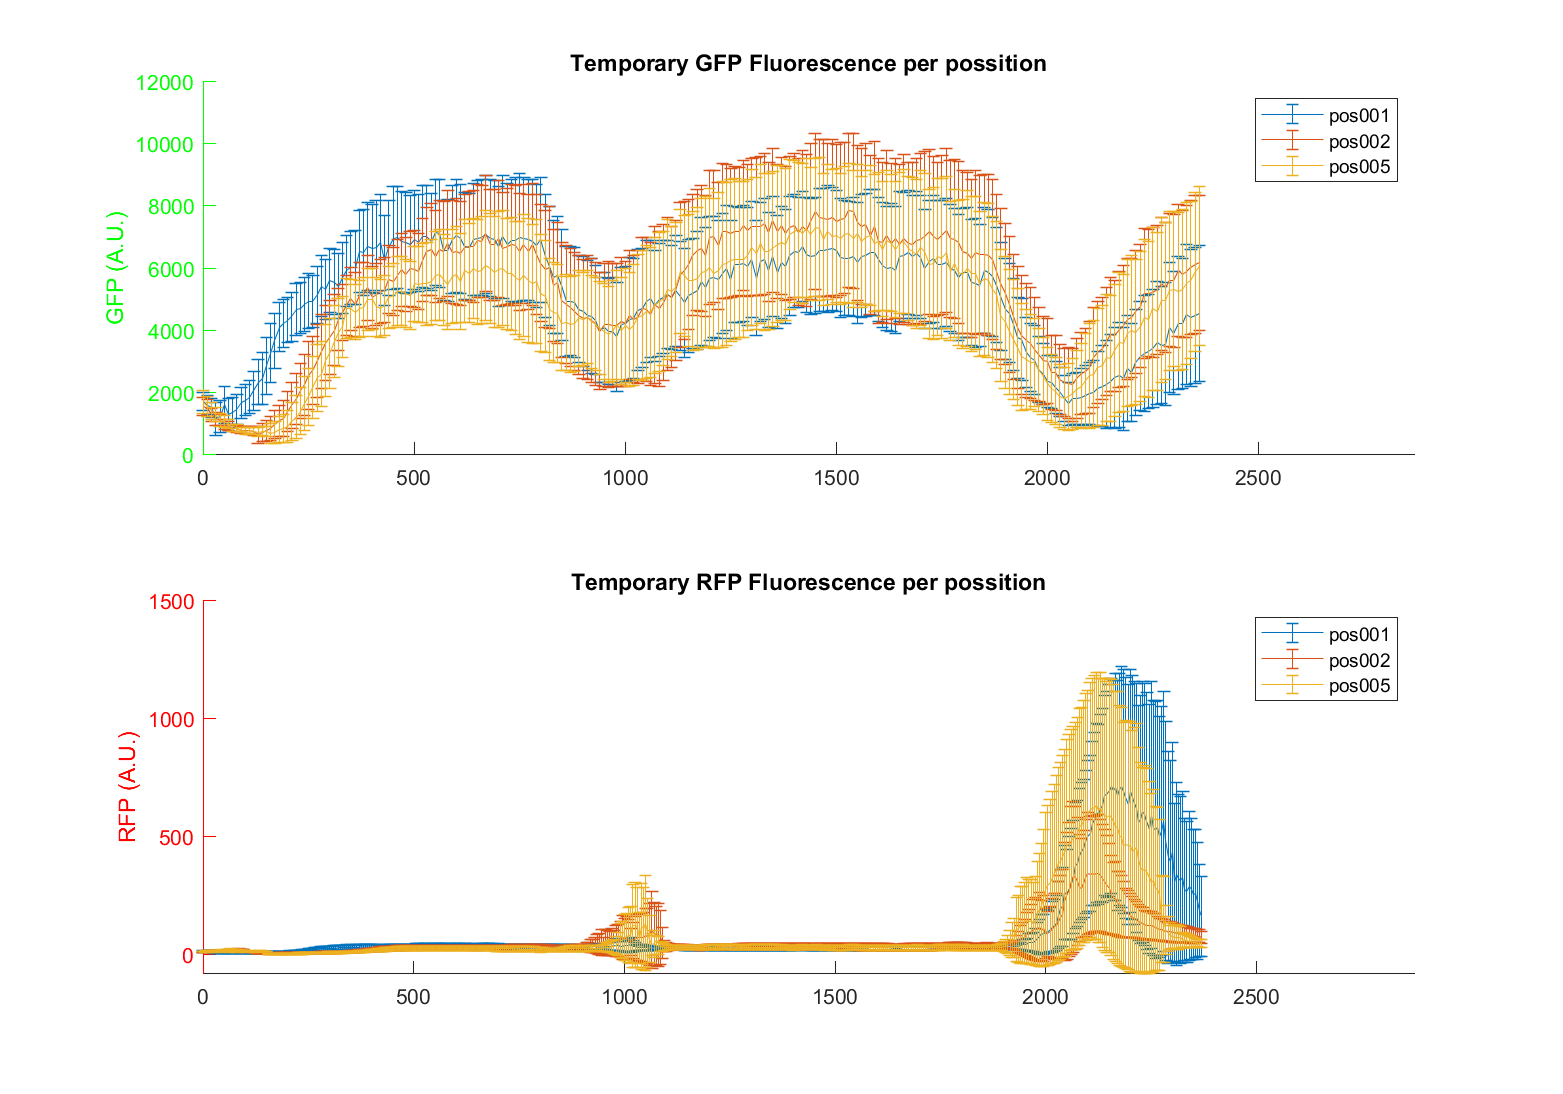 Temporary GFP Fluorescence per possition
12000
10000
8000
6000
4000
2000
0
GFP (A.U.)
pos001
pos002
pos005
0 500 1000 1500 2000 2500
Temporary RFP Fluorescence per possition
1500
1000
500
0
RFP (A.U.)
pos001
pos002
pos005
0 500 1000 1500 2000 2500